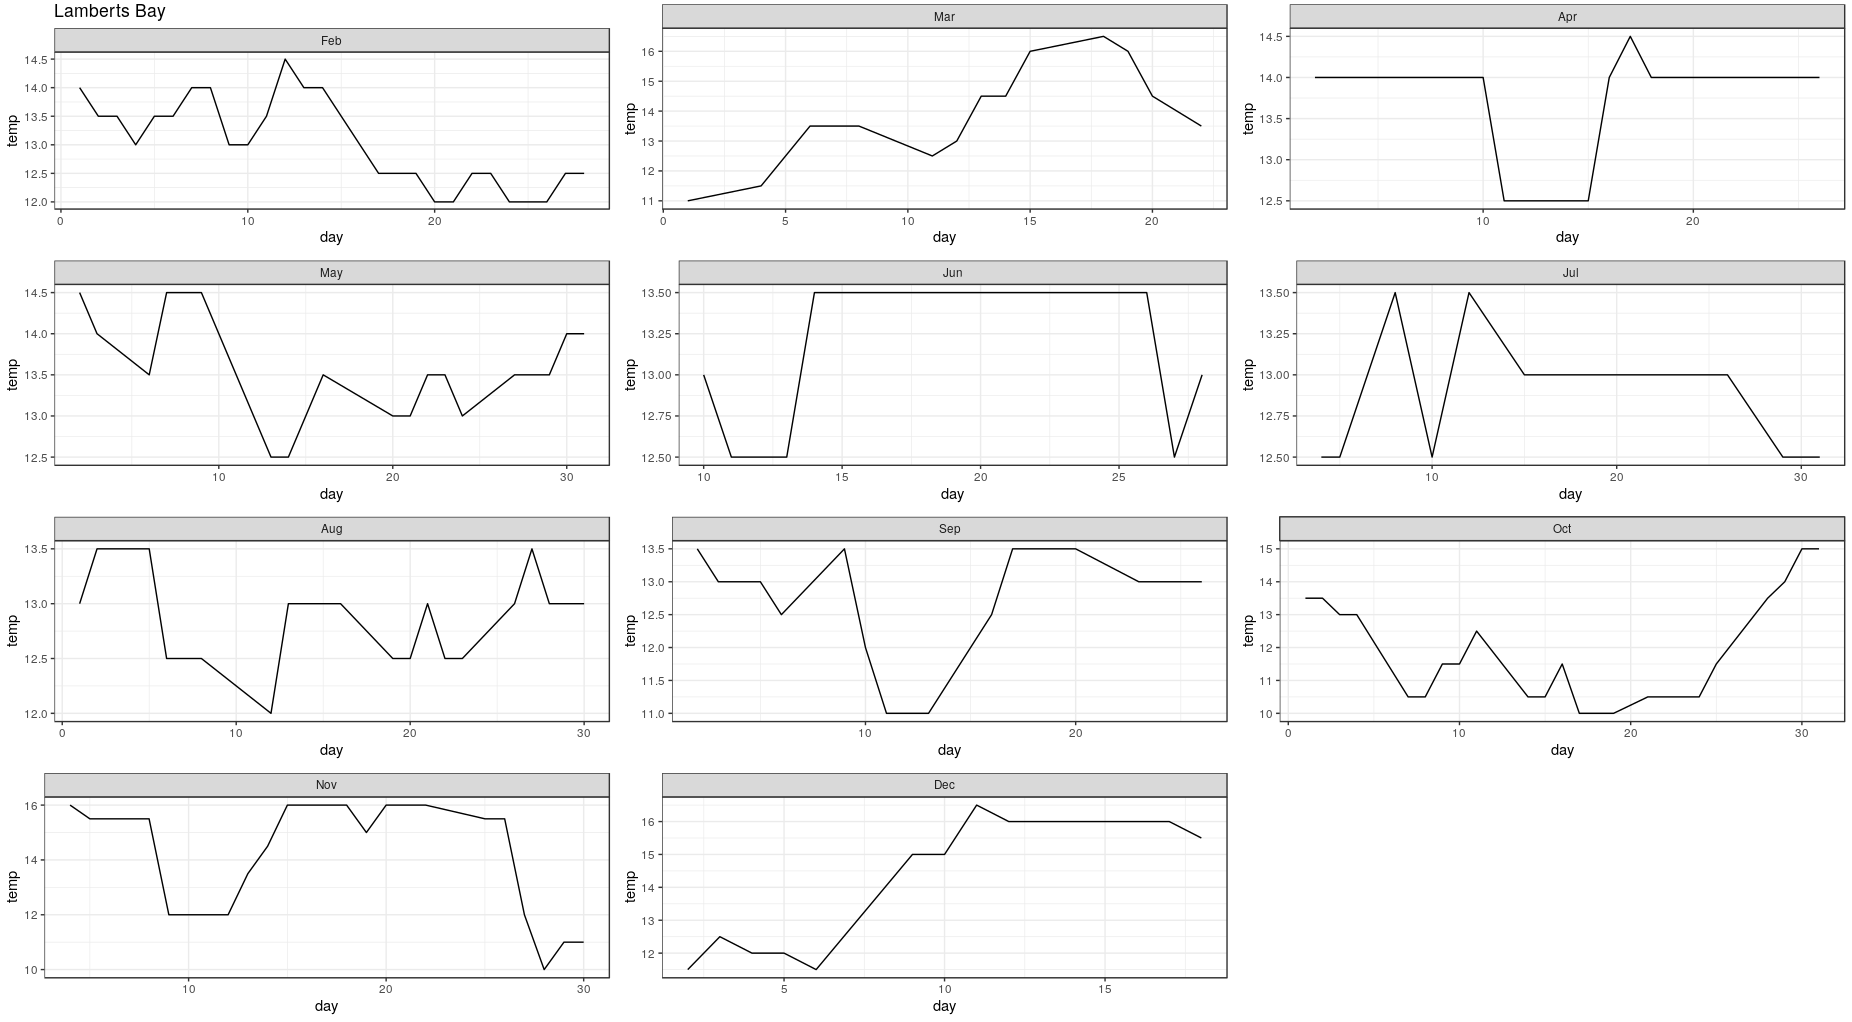 Lamberts Bay
Feb
14.5
14.0
13.5
13.0
12.5
12.0
temp
0 10 20
day
Mar
16
15
14
13
12
11
temp
0 5 10 15 20
day
Apr
14.5
14.0
13.5
13.0
12.5
temp
10 20
day
May
14.5
14.0
13.5
13.0
12.5
temp
10 20 30
day
Jun
13.50
13.25
13.00
12.75
12.50
temp
10 15 20 25
day
Jul
13.50
13.25
13.00
12.75
12.50
temp
10 20 30
day
Aug
13.5
13.0
12.5
12.0
temp
0 10 20 30
day
Sep
13.5
13.0
12.5
12.0
11.5
11.0
temp
10 20
day
Oct
15
14
13
12
11
10
temp
0 10 20 30
day
Nov
16
14
12
10
temp
10 20 30
day
Dec
16
15
14
13
12
temp
5 10 15
day